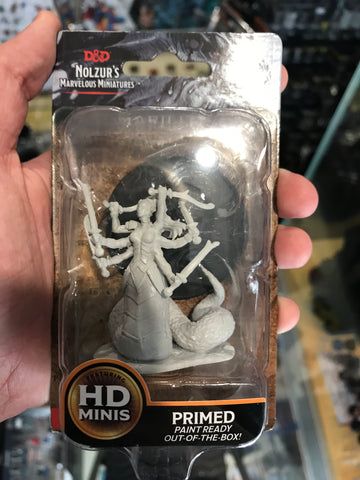 D&D
NOLZUR'S
MARVELOUS MINIATURES
FEATURING
HD
MINIS
PRIMED
PAINT READY
OUT-OF-THE-BOX!